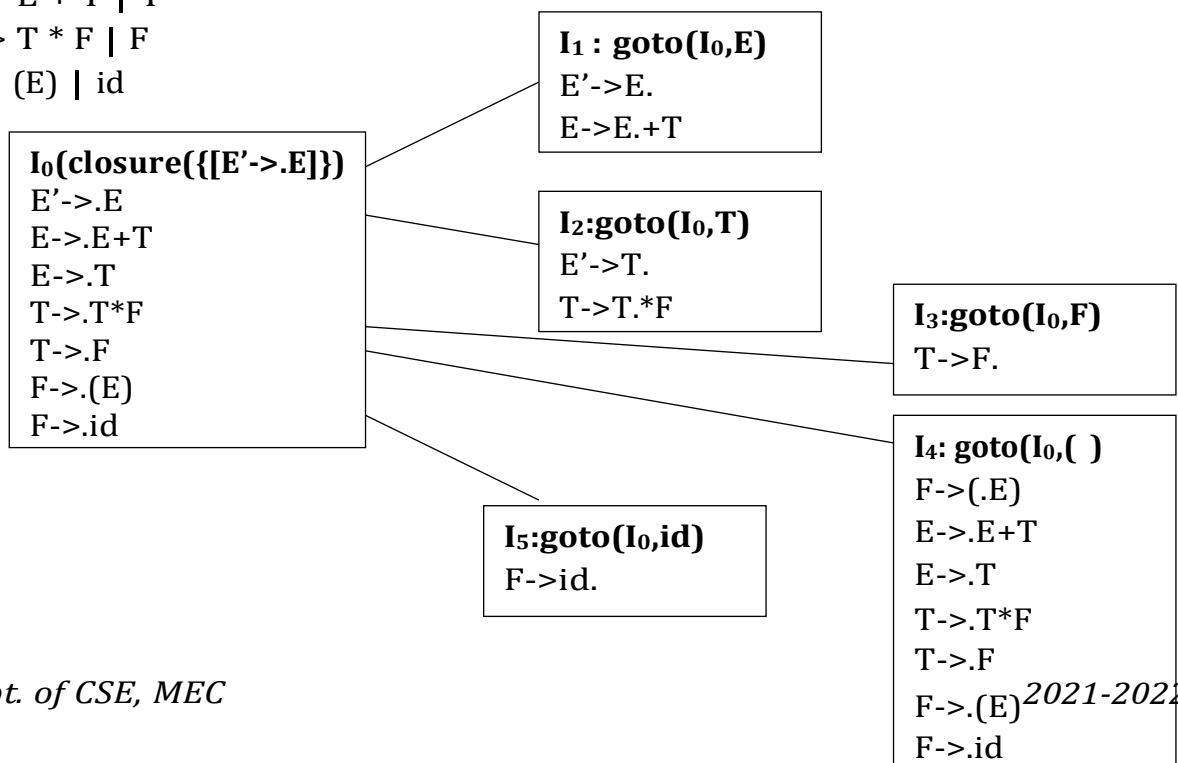 E + T | T
> T * F | F
(E) | id
I₀(closure({[E’->.E]})
E’->.E
E->.E+T
E->.T
T->.T*F
T->.F
F->.(E)
F->.id
I₁ : goto(I₀,E)
E’->E.
E->E.+T
I₂:goto(I₀,T)
E’->T.
T->T.*F
I₃:goto(I₀,F)
T->F.
I₄: goto(I₀,( )
F->(.E)
E->.E+T
E->.T
T->.T*F
T->.F
F->.(E)
F->.id
I₅:goto(I₀,id)
F->id.
pt. of CSE, MEC
2021-2022